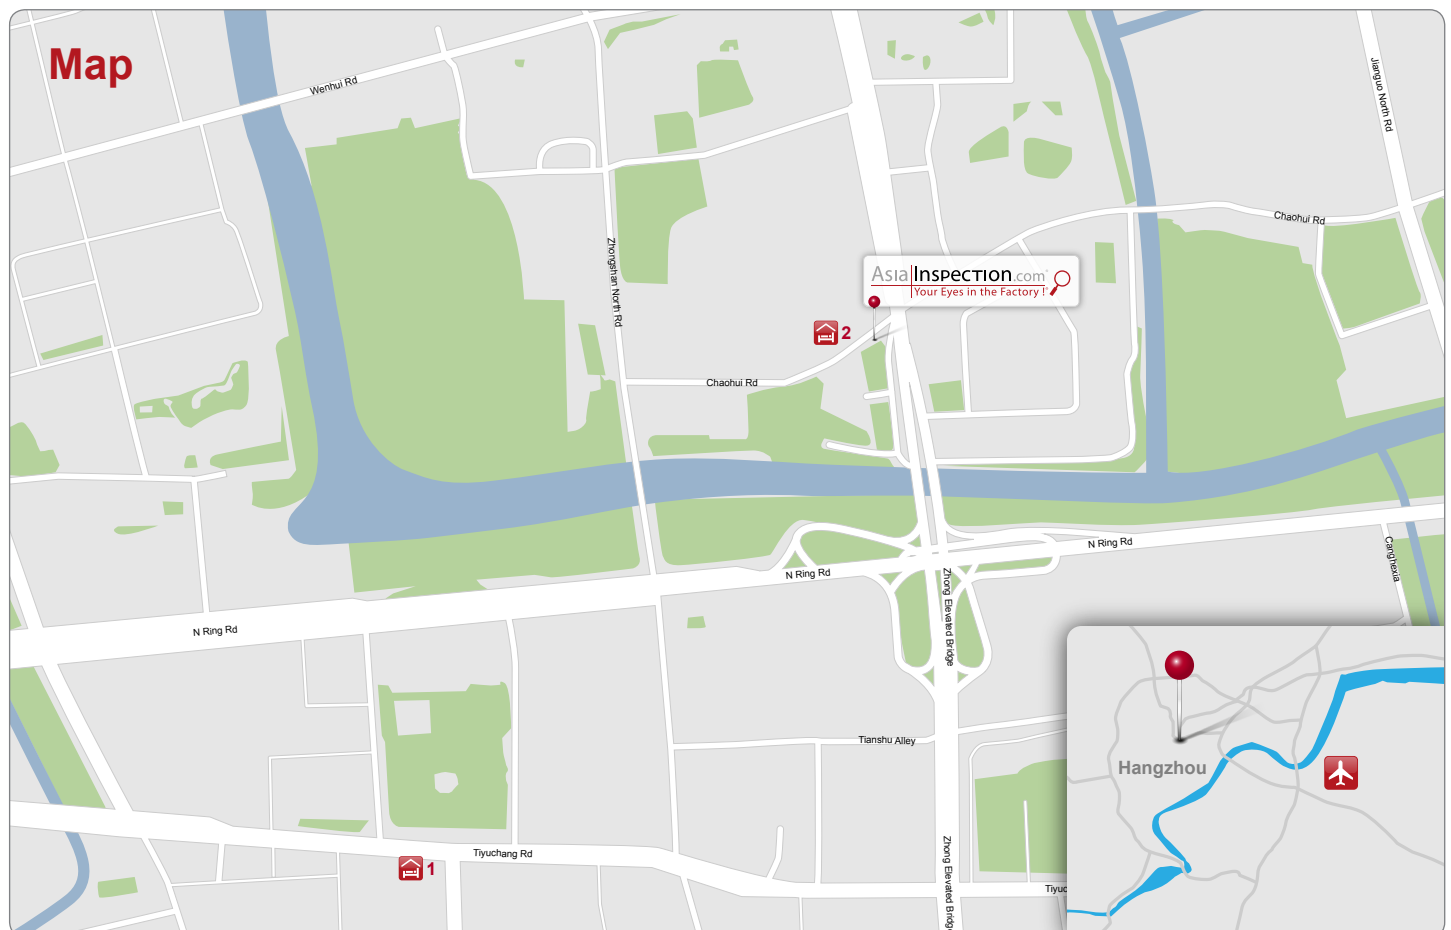 Map
Wenhui Rd
Jianguo North Rd
Chaohui Rd
Zhongshan North Rd
AsiaInspection.com
Your Eyes in the Factory !
2
Chaohui Rd
N Ring Rd
Canghexia
N Ring Rd
Zhong Elevated Bridge
N Ring Rd
Tianshu Alley
Hangzhou
Tiyuchang Rd
1
Zhong Elevated Bridg
Tiyuc